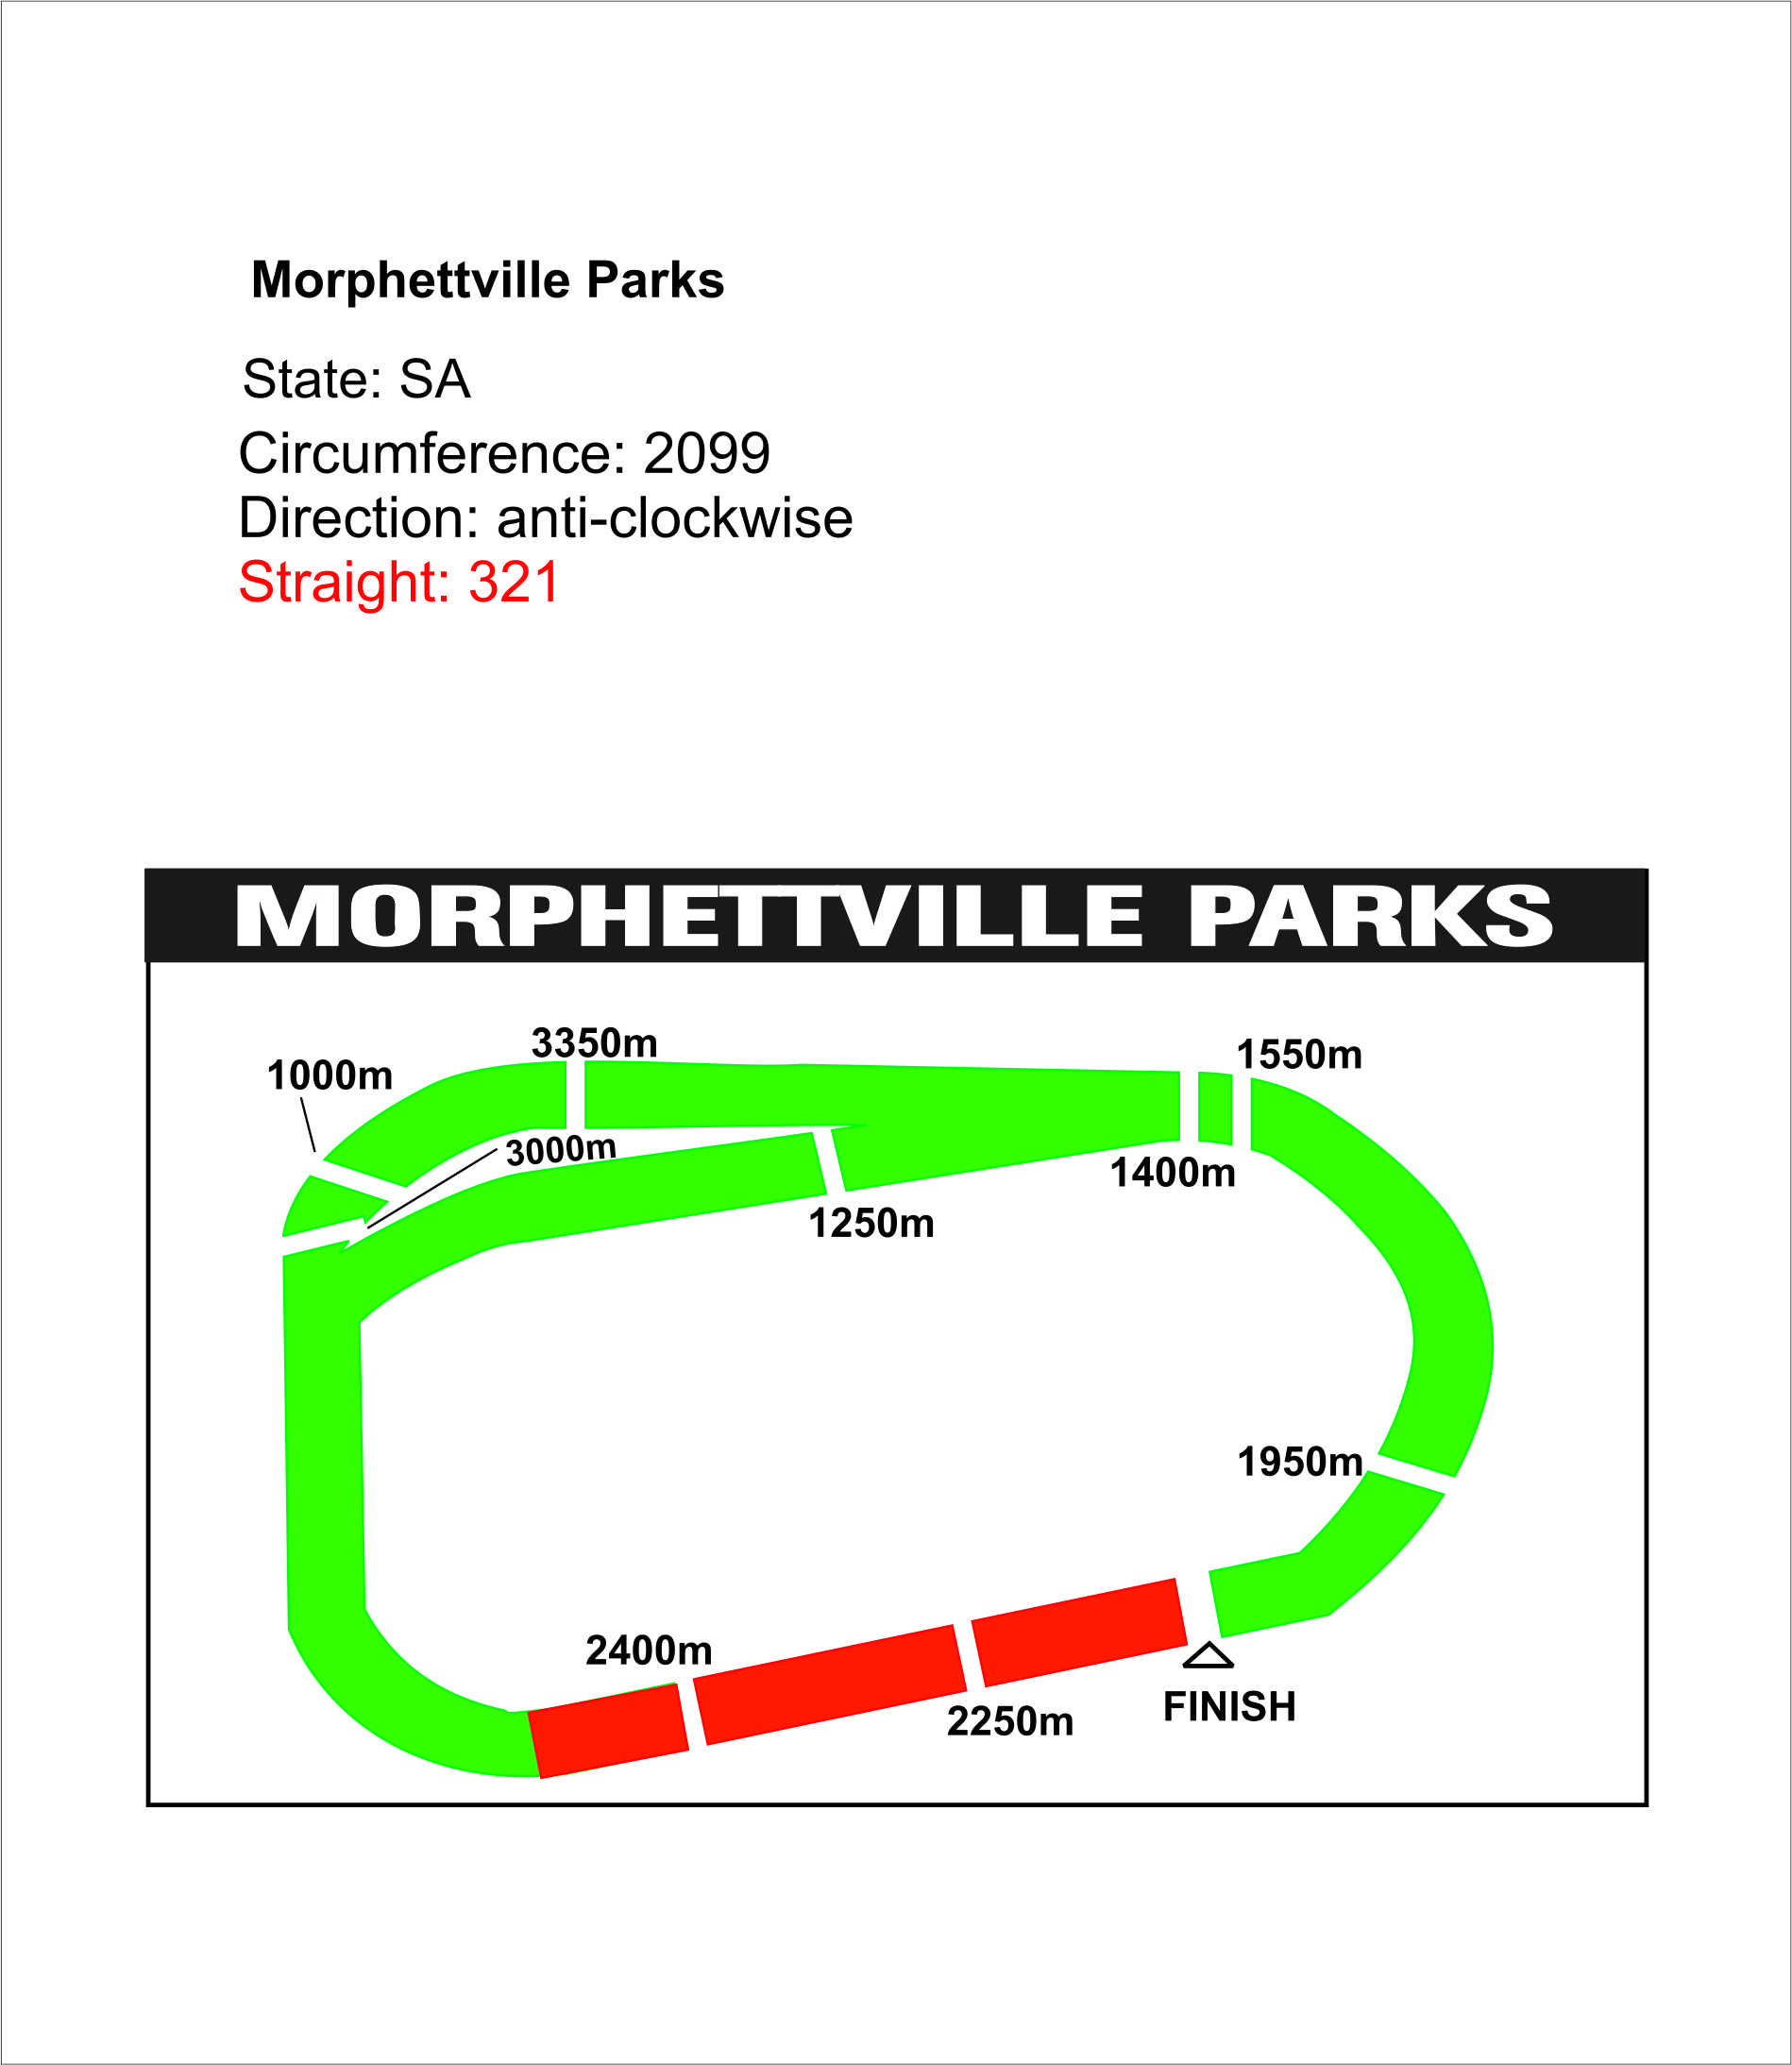 Morphettville Parks
State: SA
Circumference: 2099
Direction: anti-clockwise
Straight: 321
MORPHETTVILLE PARKS
3350m
1550m
1000m
3000m
1400m
1250m
1950m
2400m
2250m
FINISH